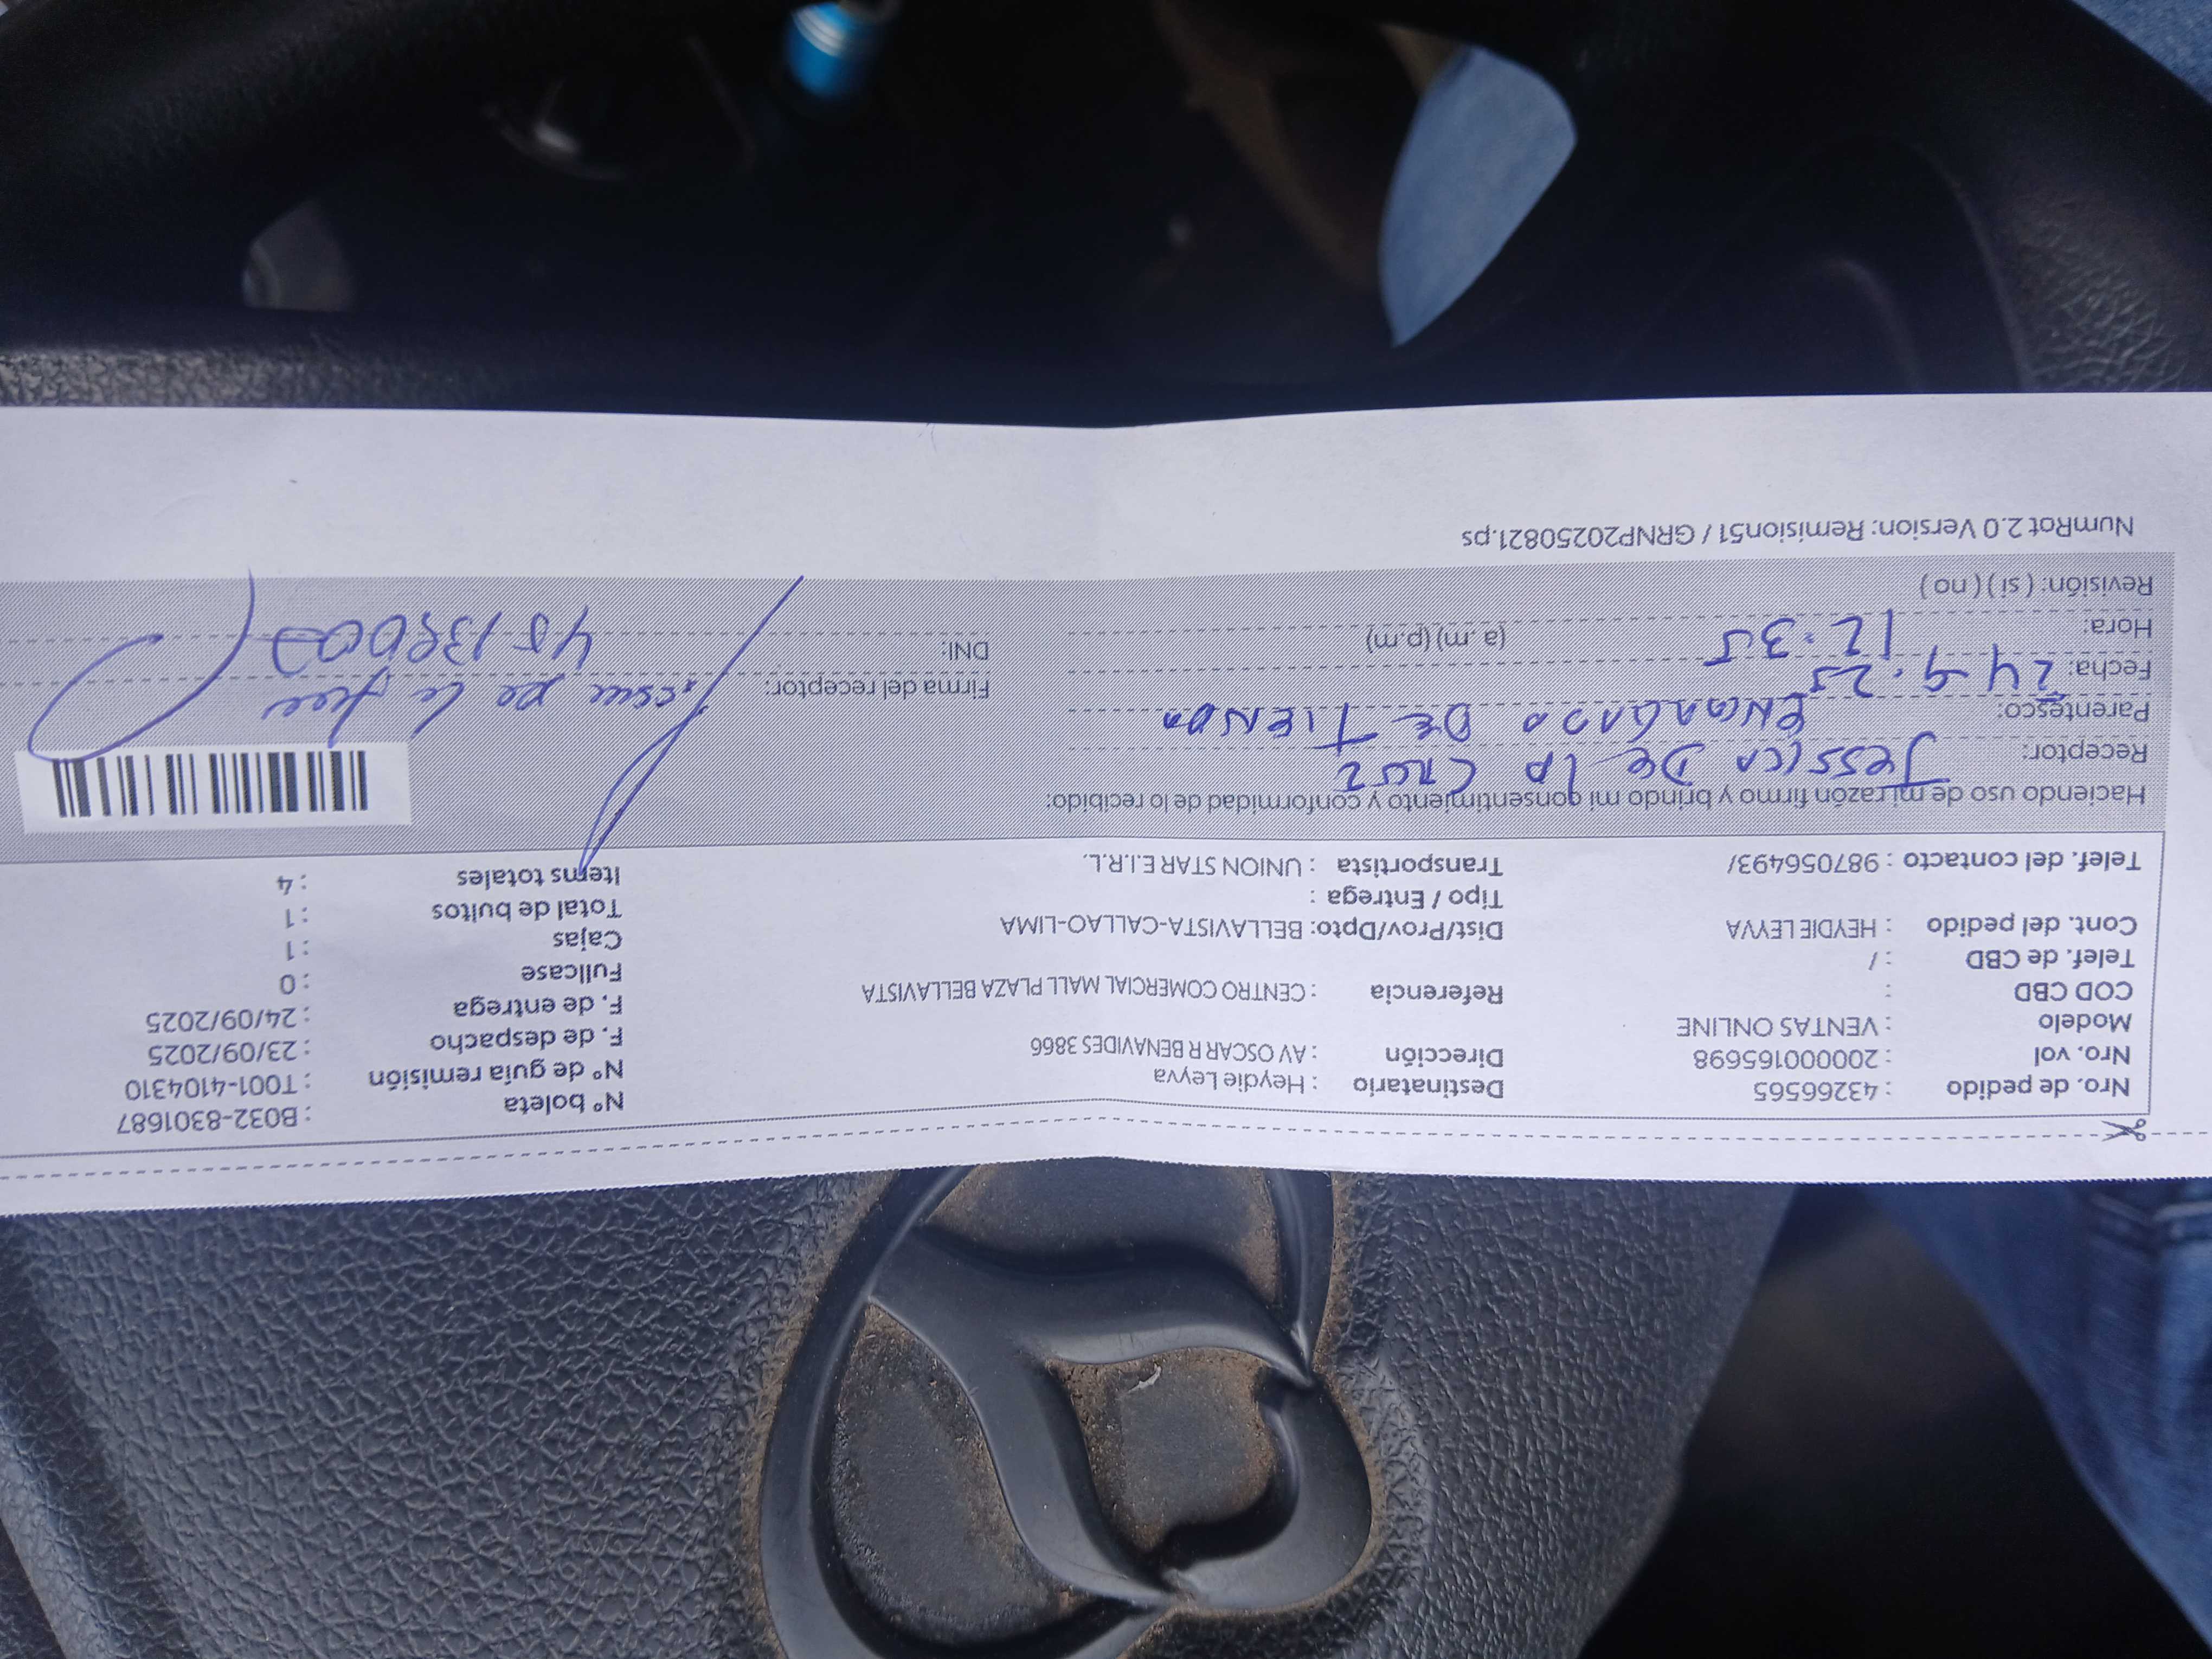 Nro. de pedido : 43266565 Destinatario : Heydie Leyva N° boleta : B032-8301687
Nro. vol : 20000165698 Dirección : AV OSCAR R BENAVIDES 3866 N° de guía remisión : T001-4104310
Modelo : VENTAS ONLINE F. de despacho : 23/09/2025
COD CBD : Referencia : CENTRO COMERCIAL MALL PLAZA BELLAVISTA F. de entrega : 24/09/2025
Telef. de CBD : / Fullcase : 0
Cont. del pedido : HEYDIE LEYVA Dist/Prov/Dpto: BELLAVISTA-CALLAO-LIMA Cajas : 1
Tipo / Entrega : Total de bultos : 1
Telef. del contacto : 987056493/ Transportista : UNION STAR E.I.R.L. Items totales : 4
Haciendo uso de mi razón firmo y brindo mi consentimiento y conformidad de lo recibido:
Receptor: JESSICA DE LA CRUZ
Parentesco: ENCARGADA DE TIENDA
Fecha: 24-9.25 Firma del receptor:
Hora: 12:35 (a.m) (p.m) DNI:
Revisión: ( si ) ( no )
NumRot 2.0 Version: Remision51 / GRNP20250821.ps